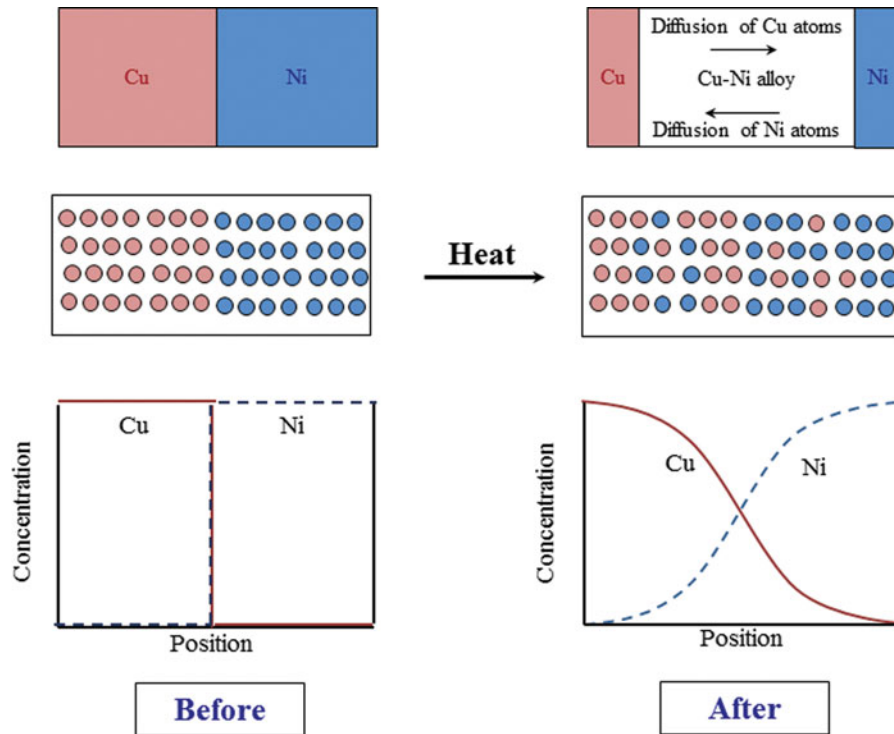 Cu
Ni
Diffusion of Cu atoms
Cu
Cu-Ni alloy
Ni
Diffusion of Ni atoms
Heat
Concentration
Cu
Ni
Position
Before
Concentration
Cu
Ni
Position
After